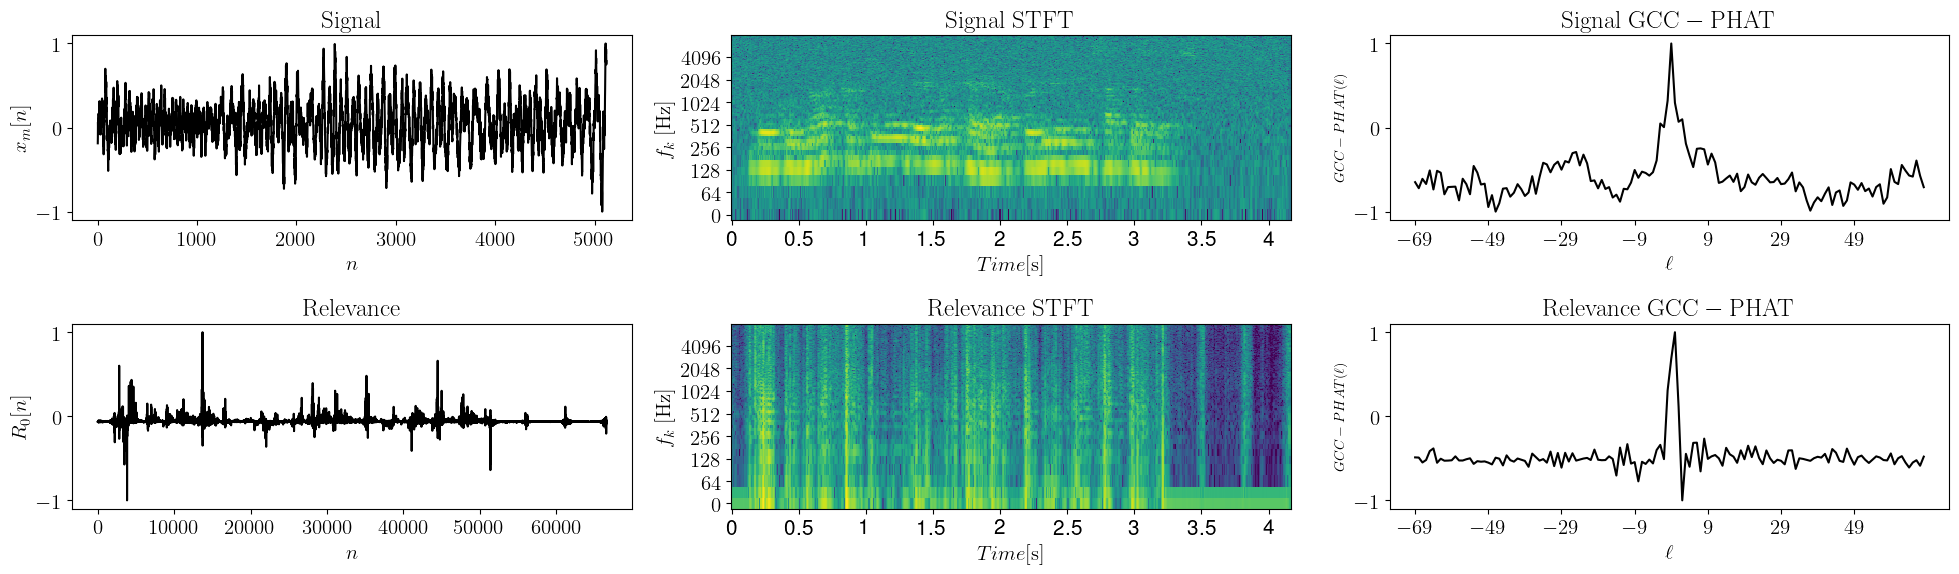 Signal
1
0
−1
x_m[n]
0 1000 2000 3000 4000 5000
n
Signal STFT
4096
2048
1024
512
256
128
64
0
f_k [Hz]
0 0.5 1 1.5 2 2.5 3 3.5 4
Time[s]
Signal GCC − PHAT
1
0
−1
GCC − PHAT(ℓ)
−69 −49 −29 −9 9 29 49
ℓ
Relevance
1
0
−1
R_0[n]
0 10000 20000 30000 40000 50000 60000
n
Relevance STFT
4096
2048
1024
512
256
128
64
0
f_k [Hz]
0 0.5 1 1.5 2 2.5 3 3.5 4
Time[s]
Relevance GCC − PHAT
1
0
−1
GCC − PHAT(ℓ)
−69 −49 −29 −9 9 29 49
ℓ